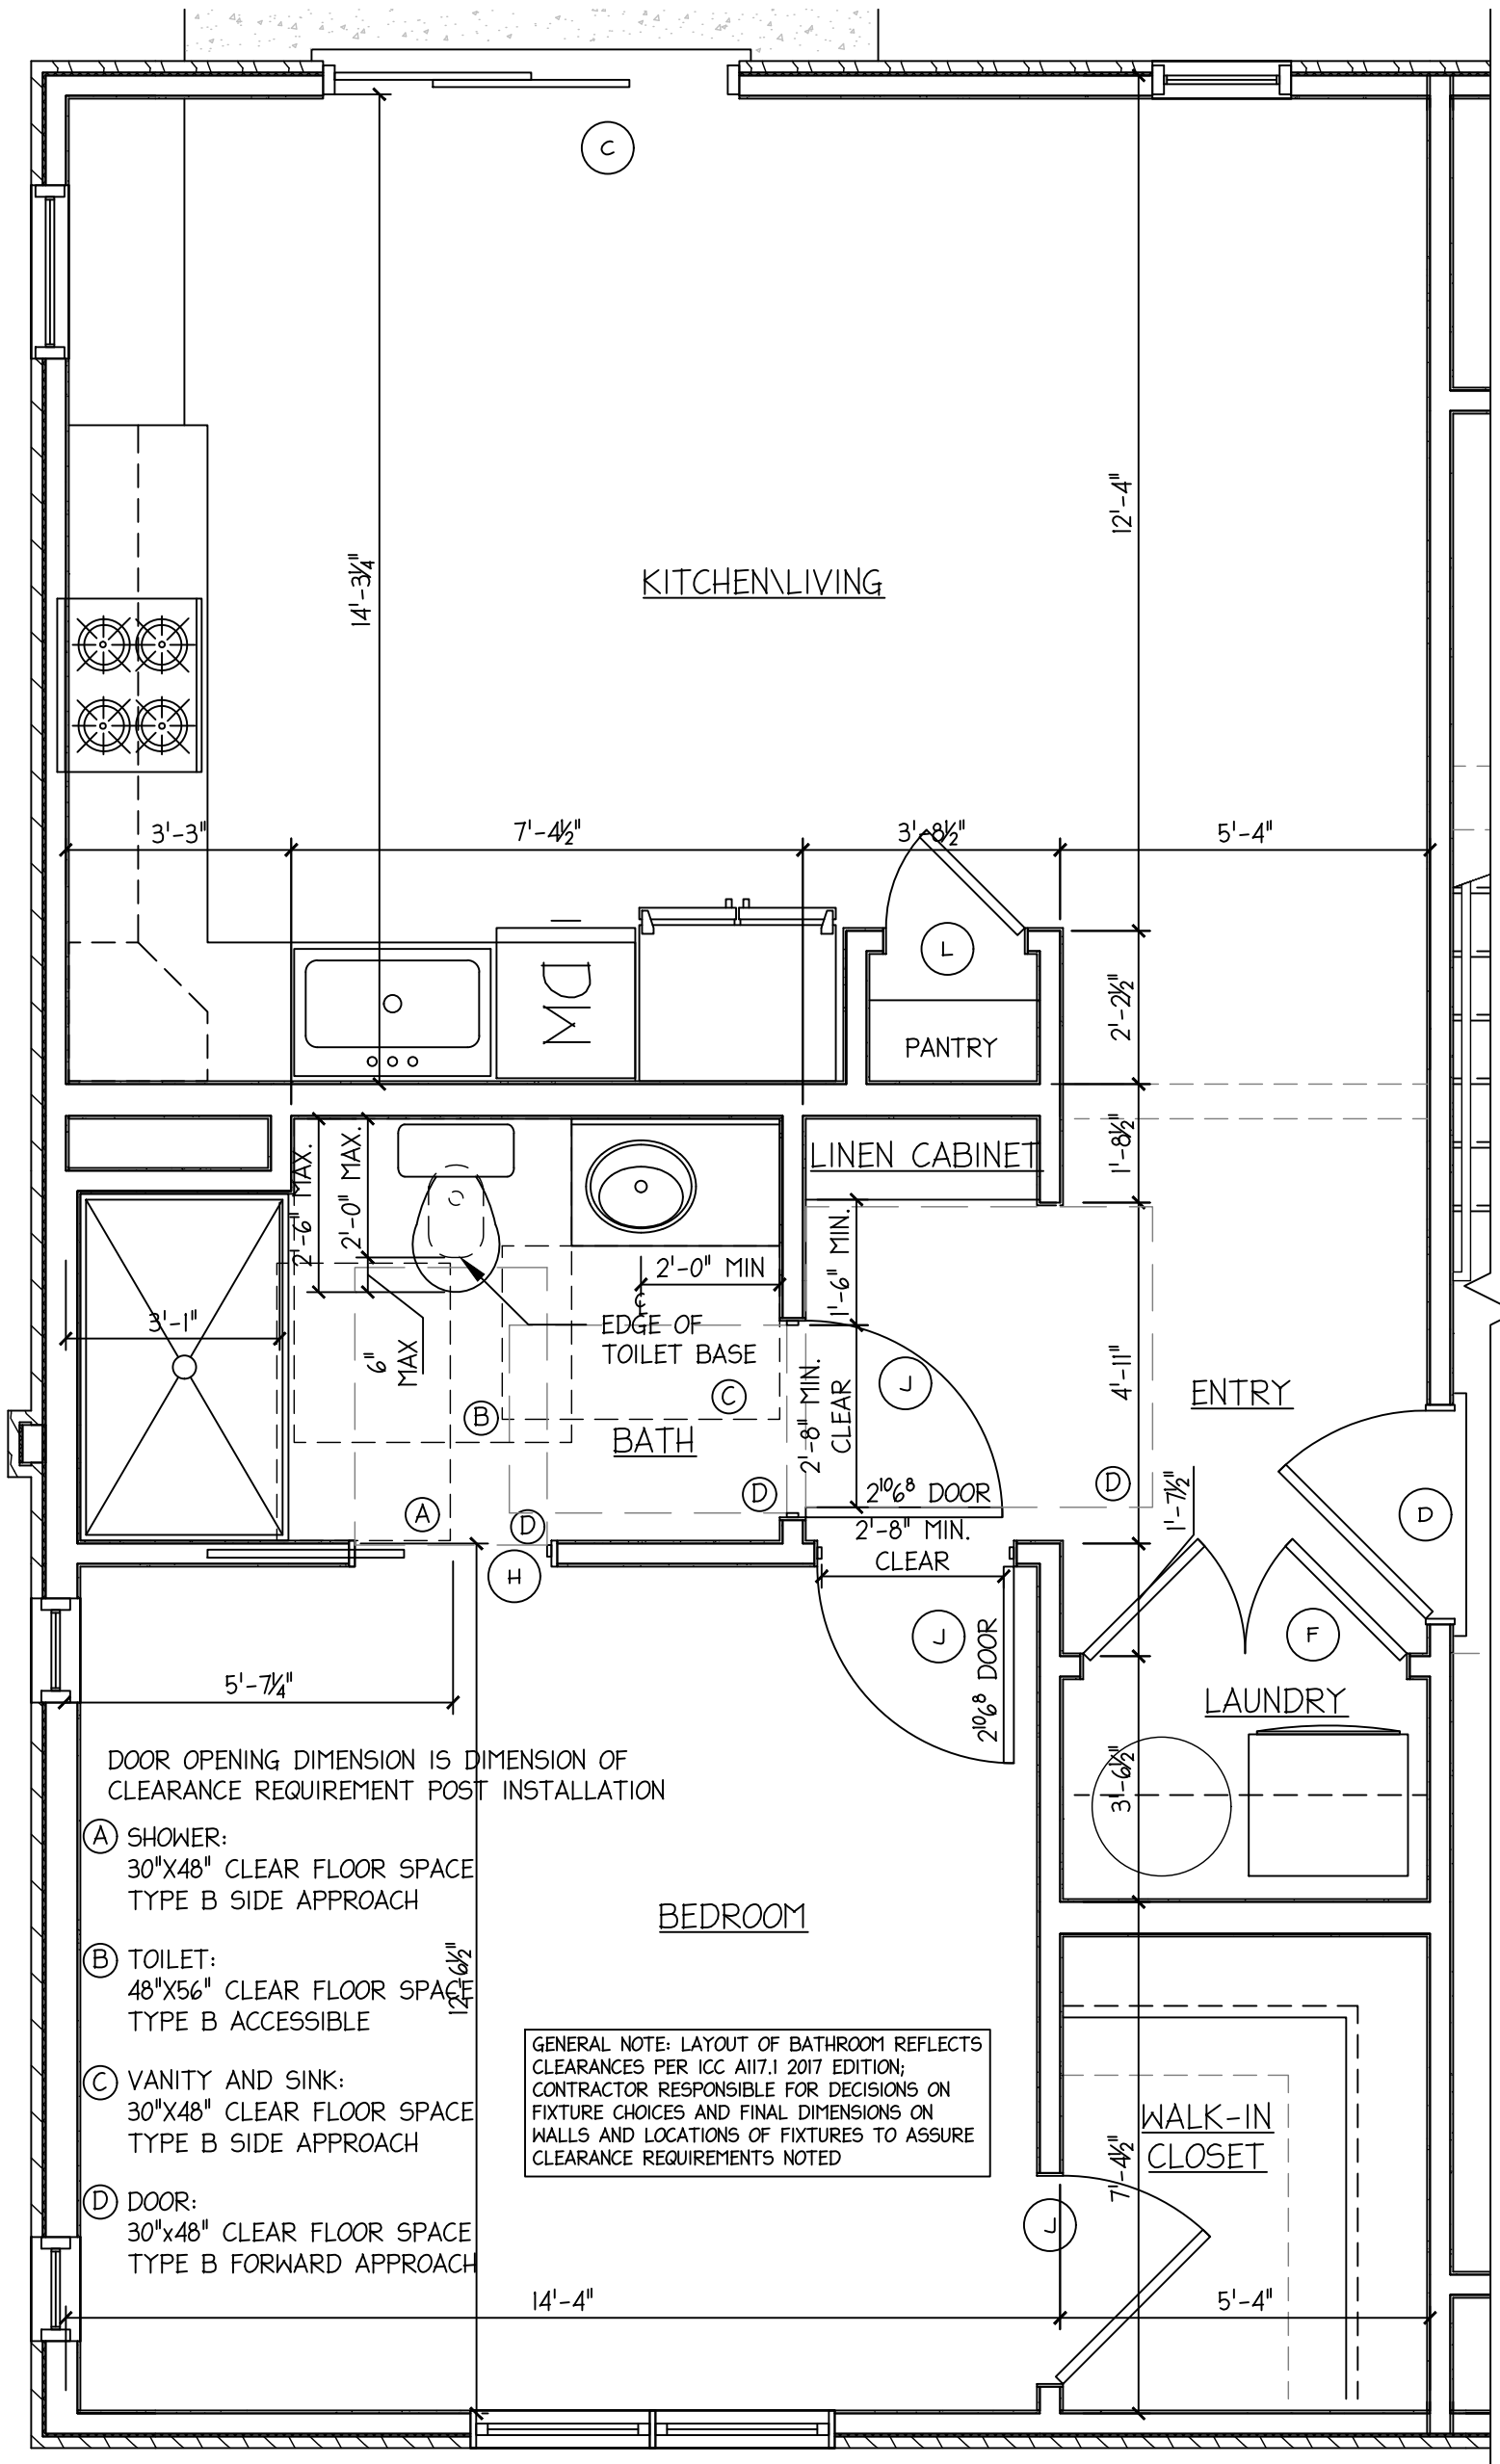 C
12'-4"
14'-3¼"
KITCHEN\LIVING
3'-3"
7'-4½"
3'-8½"
5'-4"
L
DW
PANTRY
2'-2½"
1'-8½"
LINEN CABINET
2'-6" MAX.
2'-0" MAX.
2'-0" MIN
1'-6" MIN.
3'-1"
6"
MAX
EDGE OF
TOILET BASE
2'-8" MIN.
CLEAR
J
4'-11"
ENTRY
C
B
BATH
A
D
D
2¹⁰6⁸ DOOR
D
1'-7½"
D
H
2'-8" MIN.
CLEAR
J
2¹⁰6⁸ DOOR
F
5'-7¼"
LAUNDRY
3'-6½"
DOOR OPENING DIMENSION IS DIMENSION OF
CLEARANCE REQUIREMENT POST INSTALLATION
A SHOWER:
30"X48" CLEAR FLOOR SPACE
TYPE B SIDE APPROACH
B TOILET:
48"X56" CLEAR FLOOR SPACE
TYPE B ACCESSIBLE
C VANITY AND SINK:
30"X48" CLEAR FLOOR SPACE
TYPE B SIDE APPROACH
D DOOR:
30"x48" CLEAR FLOOR SPACE
TYPE B FORWARD APPROACH
12'-6½"
BEDROOM
GENERAL NOTE: LAYOUT OF BATHROOM REFLECTS
CLEARANCES PER ICC A117.1 2017 EDITION;
CONTRACTOR RESPONSIBLE FOR DECISIONS ON
FIXTURE CHOICES AND FINAL DIMENSIONS ON
WALLS AND LOCATIONS OF FIXTURES TO ASSURE
CLEARANCE REQUIREMENTS NOTED
WALK-IN
CLOSET
7'-4½"
J
14'-4"
5'-4"